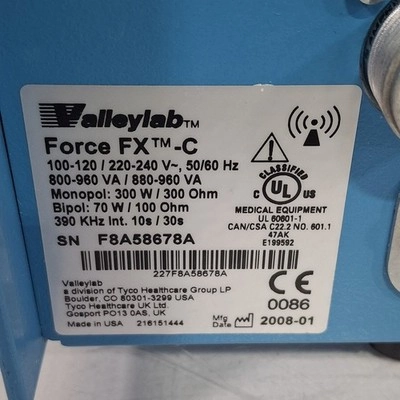 Valleylab™
Force FX™-C
100-120 / 220-240 V~, 50/60 Hz
800-960 VA / 880-960 VA
Monopol: 300 W / 300 Ohm
Bipol: 70 W / 100 Ohm
390 KHz Int. 10s / 30s
SN F8A58678A
227F8A58678A
C UL US
MEDICAL EQUIPMENT
UL 60601-1
CAN/CSA C22.2 NO. 601.1
47AK
E199592
Valleylab
a division of Tyco Healthcare Group LP
Boulder, CO 80301-3299 USA
Tyco Healthcare UK Ltd.
Gosport PO13 0AS, UK
Made in USA 216151444
CE
0086
Mfg
Date 2008-01